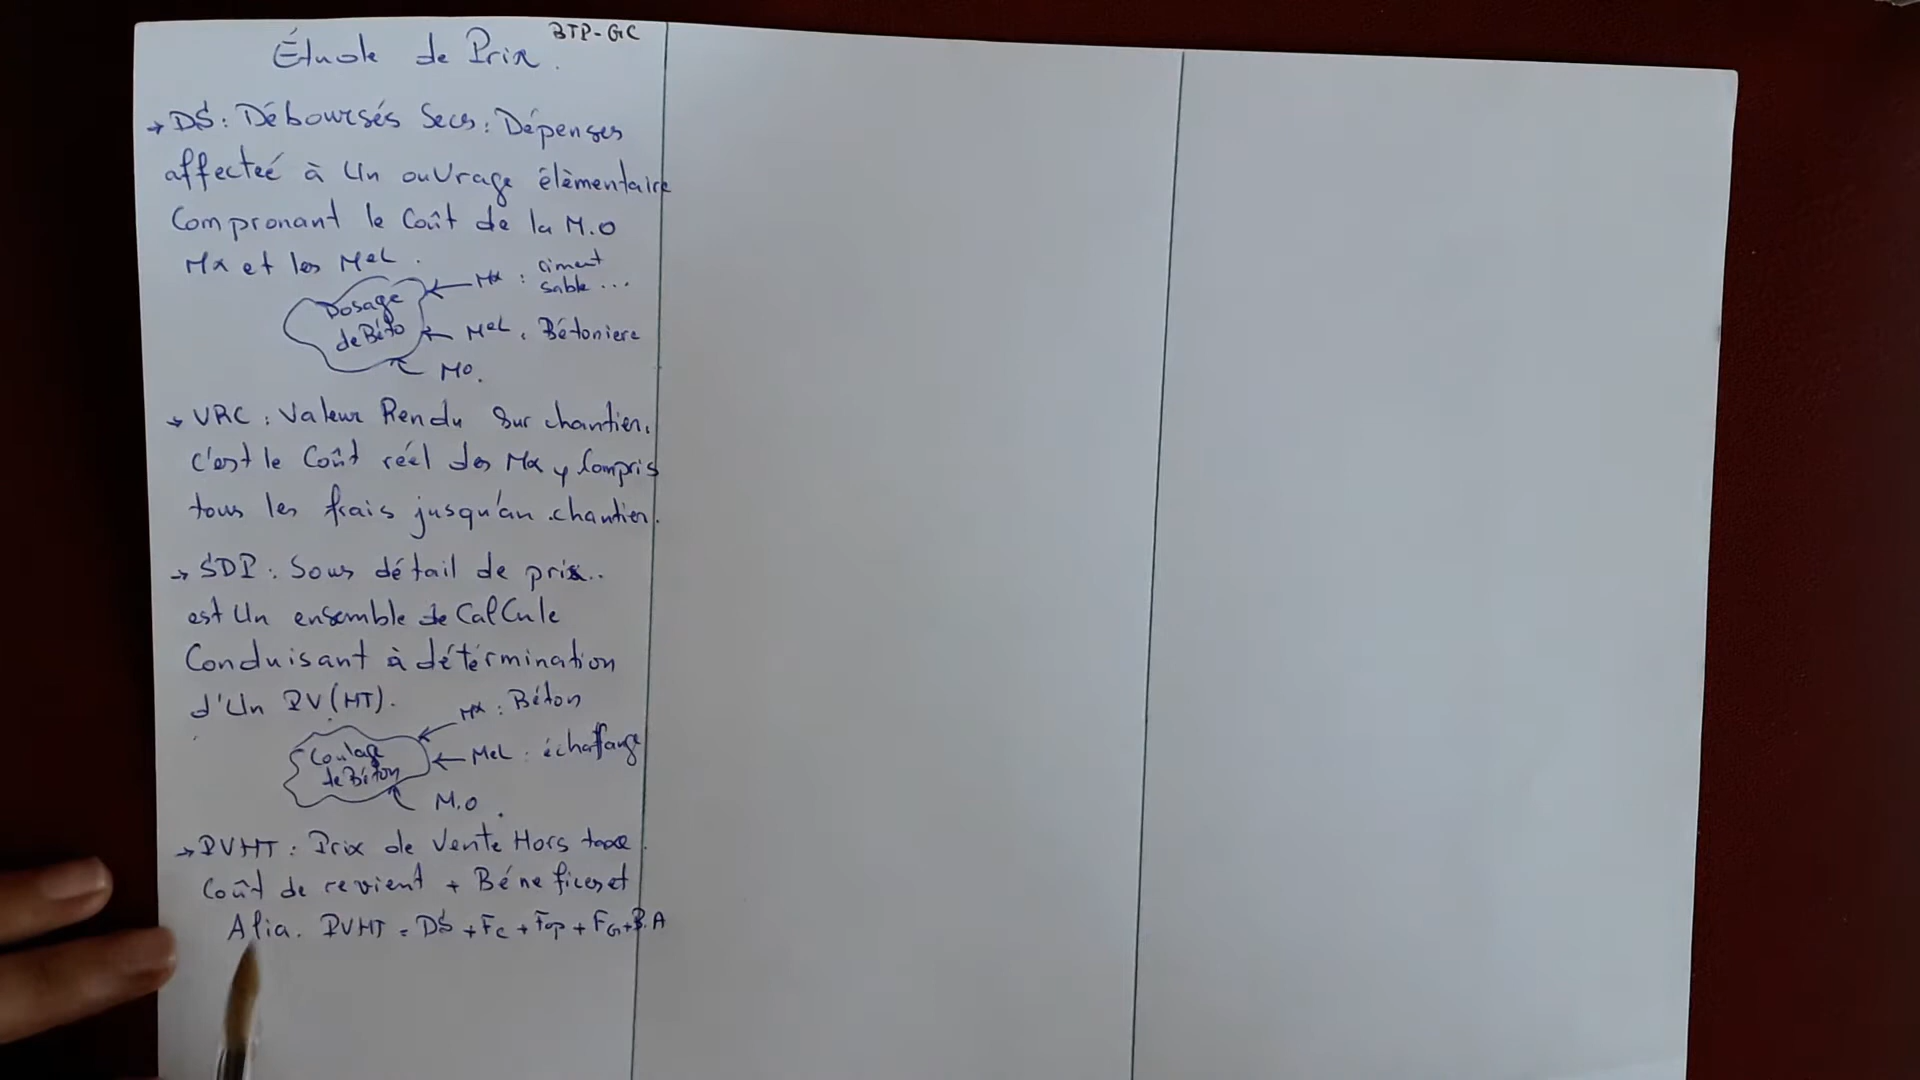 BTP-GC
Étude de Prix.
→ DS : Déboursés Secs : Dépenses
affecteé à Un ouvrage élèmentaire
Compronant le Coût de la M.O
Mx et les Mel.
Dosage
de Béto
Mx : ciment
sable ...
Mel : Bétoniere
MO.
→ VRC : Valeur Rendu Sur chantier.
c'est le Coût réel des Mx y Compris
tous les frais jusqu'au chantier.
→ SDP : Sous détail de prix..
est Un ensemble de CalCule
Conduisant à détérmination
d'Un PV(HT).
Coulage
de Béton
Mx : Béton
Mel : échaffauge
M.O
→ PVHT : Prix de Vente Hors taxe.
Coût de revient + Bénefices et
Alia. PVHT = DS + Fc + Fop + FG + B.A